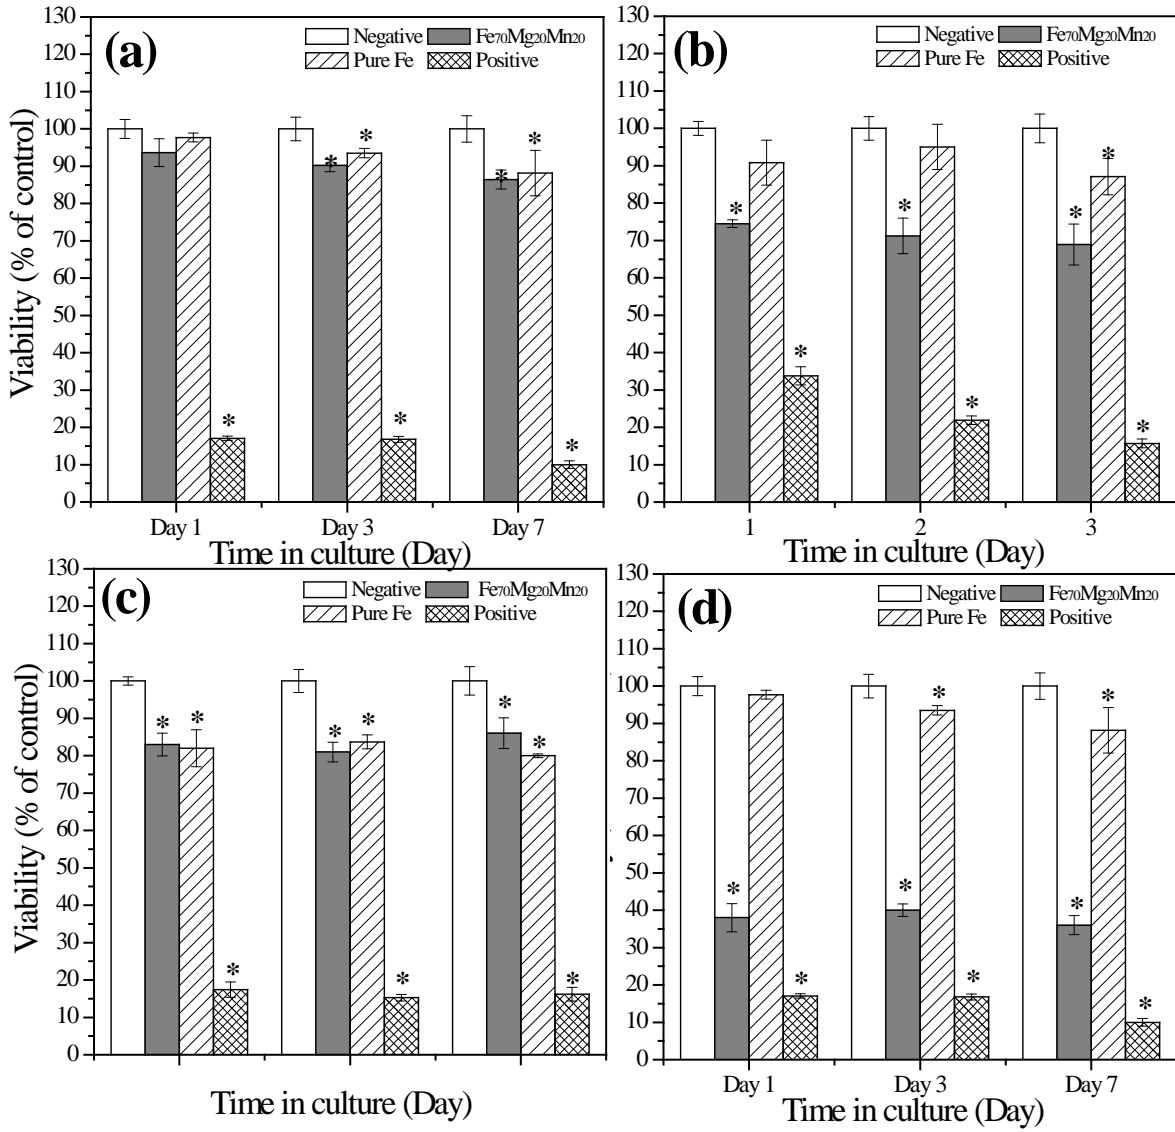 (a)
Negative Fe70Mg20Mn20
Pure Fe Positive
130
120
110
100
90
80
70
60
50
40
30
20
10
0
Viability (% of control)
* * * * * * *
Day 1 Day 3 Day 7
Time in culture (Day)
(b)
Negative Fe70Mg20Mn20
Pure Fe Positive
130
120
110
100
90
80
70
60
50
40
30
20
10
0
* * * * * * *
1 2 3
Time in culture (Day)
(c)
Negative Fe70Mg20Mn20
Pure Fe Positive
130
120
110
100
90
80
70
60
50
40
30
20
10
0
Viability (% of control)
* * * * * * * * *
Time in culture (Day)
(d)
Negative Fe70Mg20Mn20
Pure Fe Positive
130
120
110
100
90
80
70
60
50
40
30
20
10
0
* * * * * * * *
Day 1 Day 3 Day 7
Time in culture (Day)